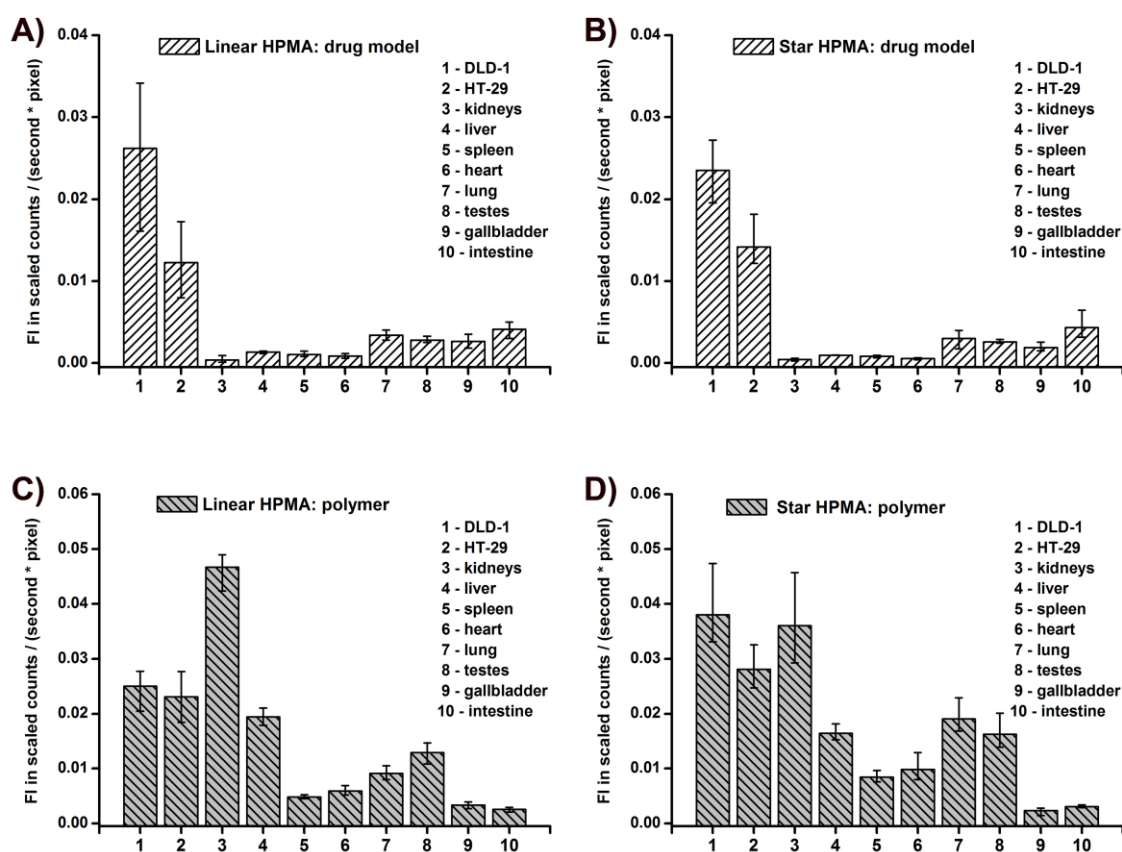 A)
Linear HPMA: drug model
FI in scaled counts / (second * pixel)
0.04
0.03
0.02
0.01
0.00
1 - DLD-1
2 - HT-29
3 - kidneys
4 - liver
5 - spleen
6 - heart
7 - lung
8 - testes
9 - gallbladder
10 - intestine
1 2 3 4 5 6 7 8 9 10
B)
Star HPMA: drug model
FI in scaled counts / (second * pixel)
0.04
0.03
0.02
0.01
0.00
1 - DLD-1
2 - HT-29
3 - kidneys
4 - liver
5 - spleen
6 - heart
7 - lung
8 - testes
9 - gallbladder
10 - intestine
1 2 3 4 5 6 7 8 9 10
C)
Linear HPMA: polymer
FI in scaled counts / (second * pixel)
0.06
0.05
0.04
0.03
0.02
0.01
0.00
1 - DLD-1
2 - HT-29
3 - kidneys
4 - liver
5 - spleen
6 - heart
7 - lung
8 - testes
9 - gallbladder
10 - intestine
1 2 3 4 5 6 7 8 9 10
D)
Star HPMA: polymer
FI in scaled counts / (second * pixel)
0.06
0.05
0.04
0.03
0.02
0.01
0.00
1 - DLD-1
2 - HT-29
3 - kidneys
4 - liver
5 - spleen
6 - heart
7 - lung
8 - testes
9 - gallbladder
10 - intestine
1 2 3 4 5 6 7 8 9 10